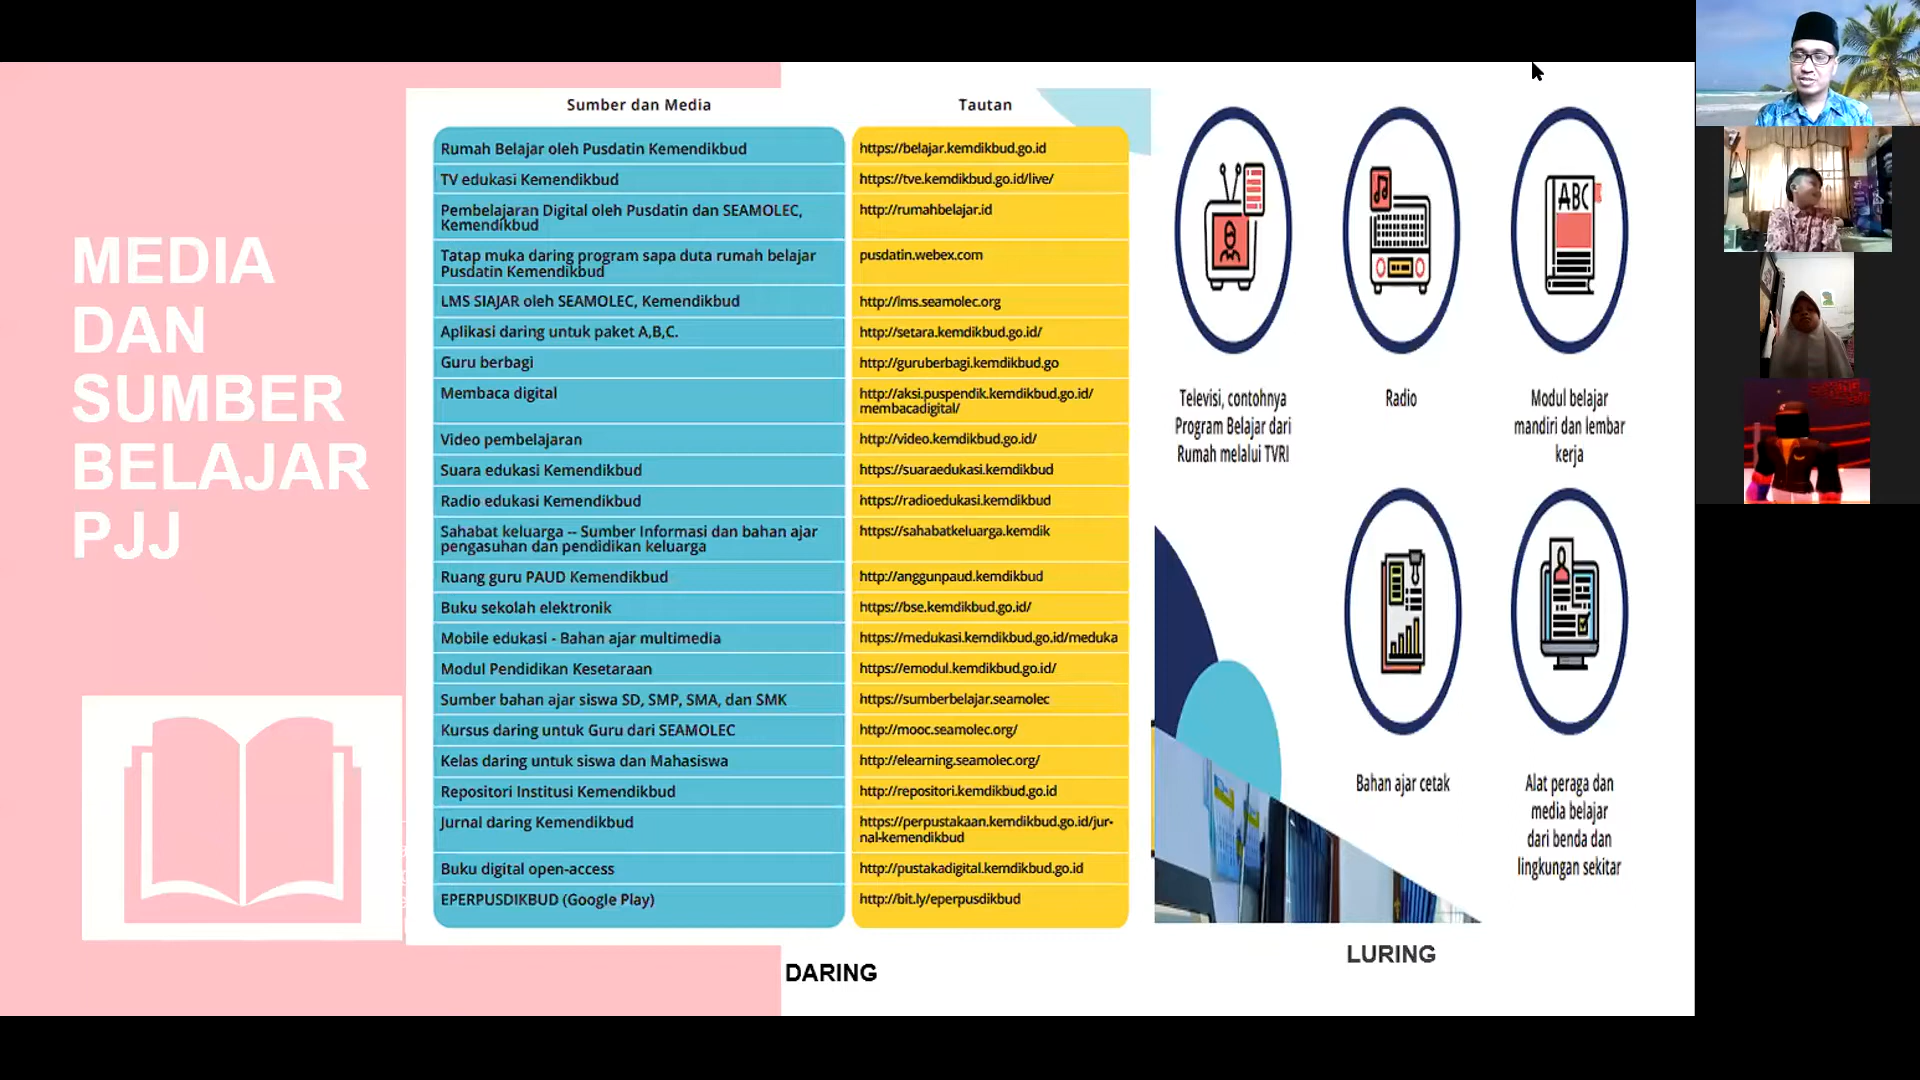 MEDIA
DAN
SUMBER
BELAJAR
PJJ
Sumber dan Media
Tautan
Rumah Belajar oleh Pusdatin Kemendikbud
https://belajar.kemdikbud.go.id
TV edukasi Kemendikbud
https://tve.kemdikbud.go.id/live/
Pembelajaran Digital oleh Pusdatin dan SEAMOLEC,
Kemendikbud
http://rumahbelajar.id
Tatap muka daring program sapa duta rumah belajar
Pusdatin Kemendikbud
pusdatin.webex.com
LMS SIAJAR oleh SEAMOLEC, Kemendikbud
http://lms.seamolec.org
Aplikasi daring untuk paket A,B,C.
http://setara.kemdikbud.go.id/
Guru berbagi
http://guruberbagi.kemdikbud.go
Membaca digital
http://aksi.puspendik.kemdikbud.go.id/
membacadigital/
Video pembelajaran
http://video.kemdikbud.go.id/
Suara edukasi Kemendikbud
https://suaraedukasi.kemdikbud
Radio edukasi Kemendikbud
https://radioedukasi.kemdikbud
Sahabat keluarga -- Sumber Informasi dan bahan ajar
pengasuhan dan pendidikan keluarga
https://sahabatkeluarga.kemdik
Ruang guru PAUD Kemendikbud
http://anggunpaud.kemdikbud
Buku sekolah elektronik
https://bse.kemdikbud.go.id/
Mobile edukasi - Bahan ajar multimedia
https://medukasi.kemdikbud.go.id/meduka
Modul Pendidikan Kesetaraan
https://emodul.kemdikbud.go.id/
Sumber bahan ajar siswa SD, SMP, SMA, dan SMK
https://sumberbelajar.seamolec
Kursus daring untuk Guru dari SEAMOLEC
http://mooc.seamolec.org/
Kelas daring untuk siswa dan Mahasiswa
http://elearning.seamolec.org/
Repositori Institusi Kemendikbud
http://repositori.kemdikbud.go.id
Jurnal daring Kemendikbud
https://perpustakaan.kemdikbud.go.id/jur-
nal-kemendikbud
Buku digital open-access
http://pustakadigital.kemdikbud.go.id
EPERPUSDIKBUD (Google Play)
http://bit.ly/eperpusdikbud
DARING
ABC
Televisi, contohnya
Program Belajar dari
Rumah melalui TVRI
Radio
Modul belajar
mandiri dan lembar
kerja
Bahan ajar cetak
Alat peraga dan
media belajar
dari benda dan
lingkungan sekitar
LURING